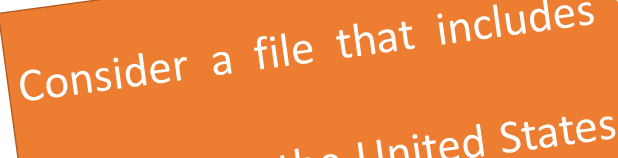 Consider a file that includes
the United States